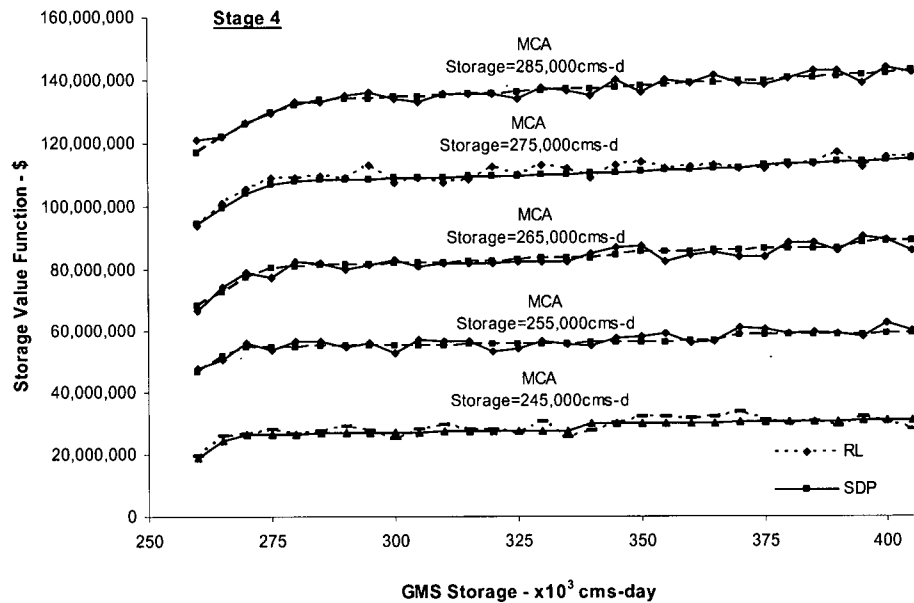 Stage 4
160,000,000
140,000,000
120,000,000
100,000,000
80,000,000
60,000,000
40,000,000
20,000,000
0
Storage Value Function - $
MCA
Storage=285,000cms-d
MCA
Storage=275,000cms-d
MCA
Storage=265,000cms-d
MCA
Storage=255,000cms-d
MCA
Storage=245,000cms-d
RL
SDP
250 275 300 325 350 375 400
GMS Storage - x10³ cms-day